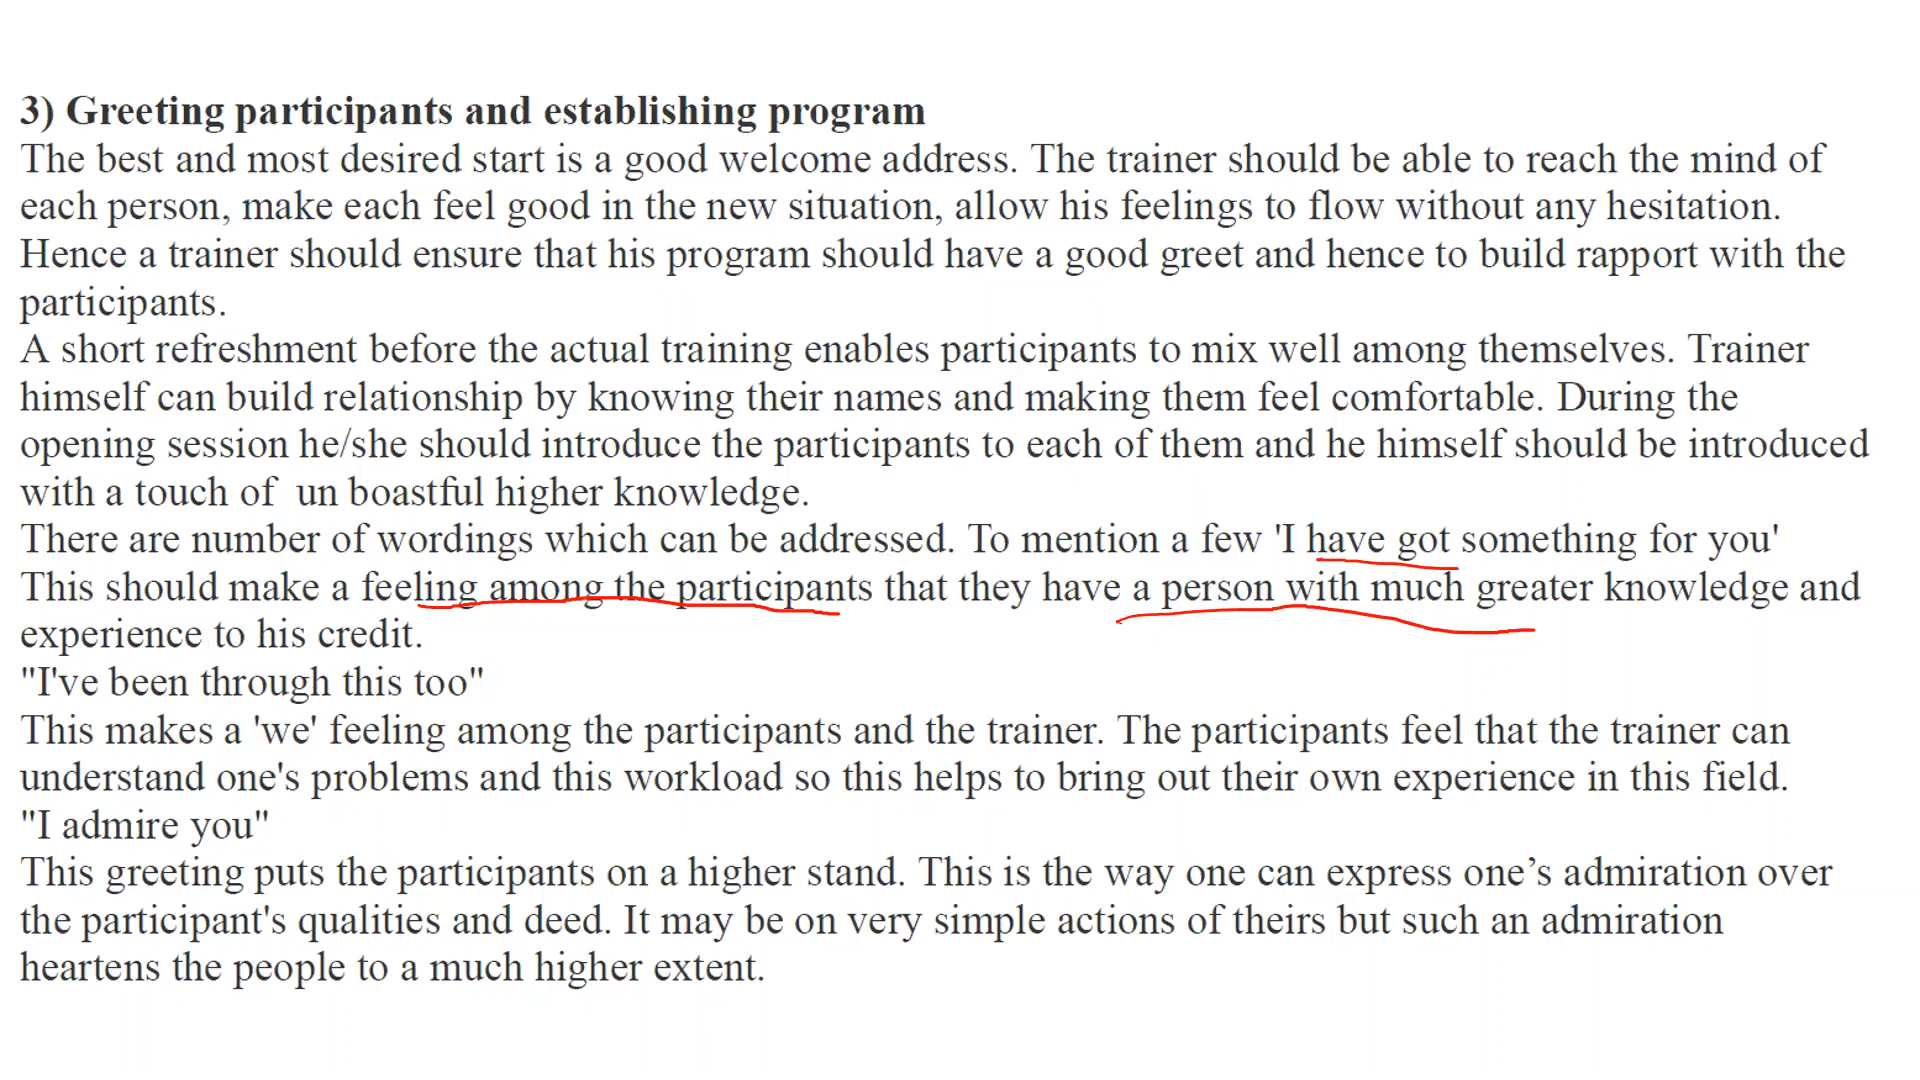 3) Greeting participants and establishing program
The best and most desired start is a good welcome address. The trainer should be able to reach the mind of
each person, make each feel good in the new situation, allow his feelings to flow without any hesitation.
Hence a trainer should ensure that his program should have a good greet and hence to build rapport with the
participants.
A short refreshment before the actual training enables participants to mix well among themselves. Trainer
himself can build relationship by knowing their names and making them feel comfortable. During the
opening session he/she should introduce the participants to each of them and he himself should be introduced
with a touch of  un boastful higher knowledge.
There are number of wordings which can be addressed. To mention a few 'I have got something for you'
This should make a feeling among the participants that they have a person with much greater knowledge and
experience to his credit.
"I've been through this too"
This makes a 'we' feeling among the participants and the trainer. The participants feel that the trainer can
understand one's problems and this workload so this helps to bring out their own experience in this field.
"I admire you"
This greeting puts the participants on a higher stand. This is the way one can express one’s admiration over
the participant's qualities and deed. It may be on very simple actions of theirs but such an admiration
heartens the people to a much higher extent.